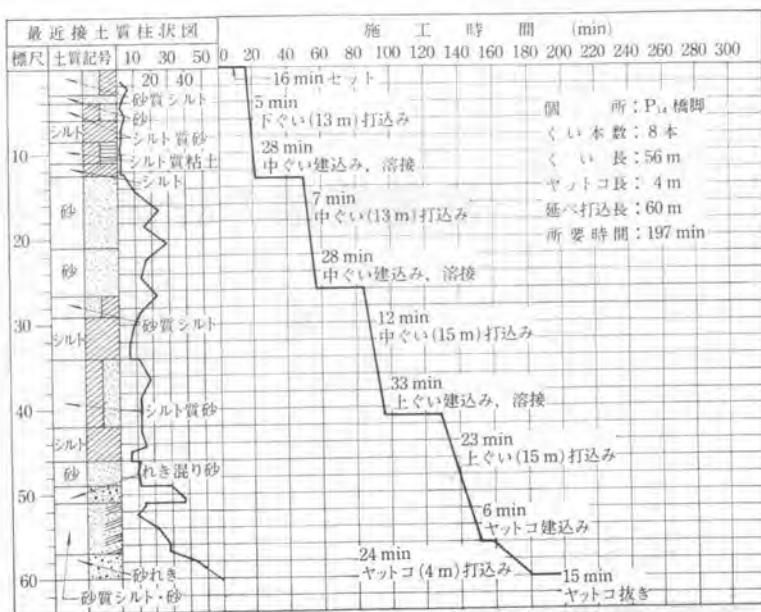 最近接土質柱状図
標尺 土質記号 10 30 50
20 40
施工時間 (min)
0 20 40 60 80 100 120 140 160 180 200 220 240 260 280 300
10
20
30
40
50
60
砂質シルト
砂
シルト
シルト質砂
シルト質粘土
シルト
砂
砂
砂質シルト
シルト
シルト質砂
シルト
砂
れき混り砂
砂れき
砂質シルト・砂
16 min セット
5 min
下ぐい(13 m)打込み
28 min
中ぐい建込み, 溶接
7 min
中ぐい(13 m)打込み
28 min
中ぐい建込み, 溶接
12 min
中ぐい(15 m)打込み
33 min
上ぐい建込み, 溶接
23 min
上ぐい(15 m)打込み
6 min
ヤットコ建込み
24 min
ヤットコ(4 m)打込み
15 min
ヤットコ抜き
個所:P₁₄橋脚
くい本数:8本
くい長:56 m
ヤットコ長:4 m
延べ打込長:60 m
所要時間:197 min